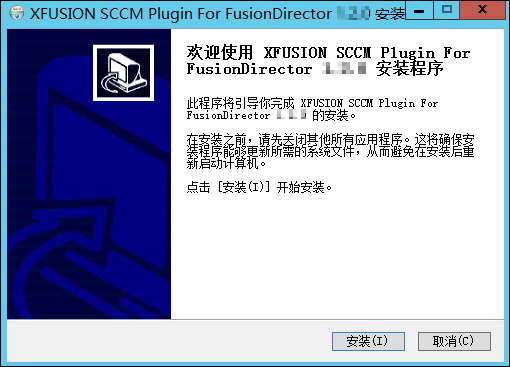 XFUSION SCCM Plugin For FusionDirector 安装
欢迎使用 XFUSION SCCM Plugin For
FusionDirector 安装程序
此程序将引导你完成 XFUSION SCCM Plugin For
FusionDirector 的安装。
在安装之前，请先关闭其他所有应用程序。这将确保安
装程序能够更新所需的系统文件，从而避免在安装后重
新启动计算机。
点击 [安装(I)] 开始安装。
安装(I)
取消(C)